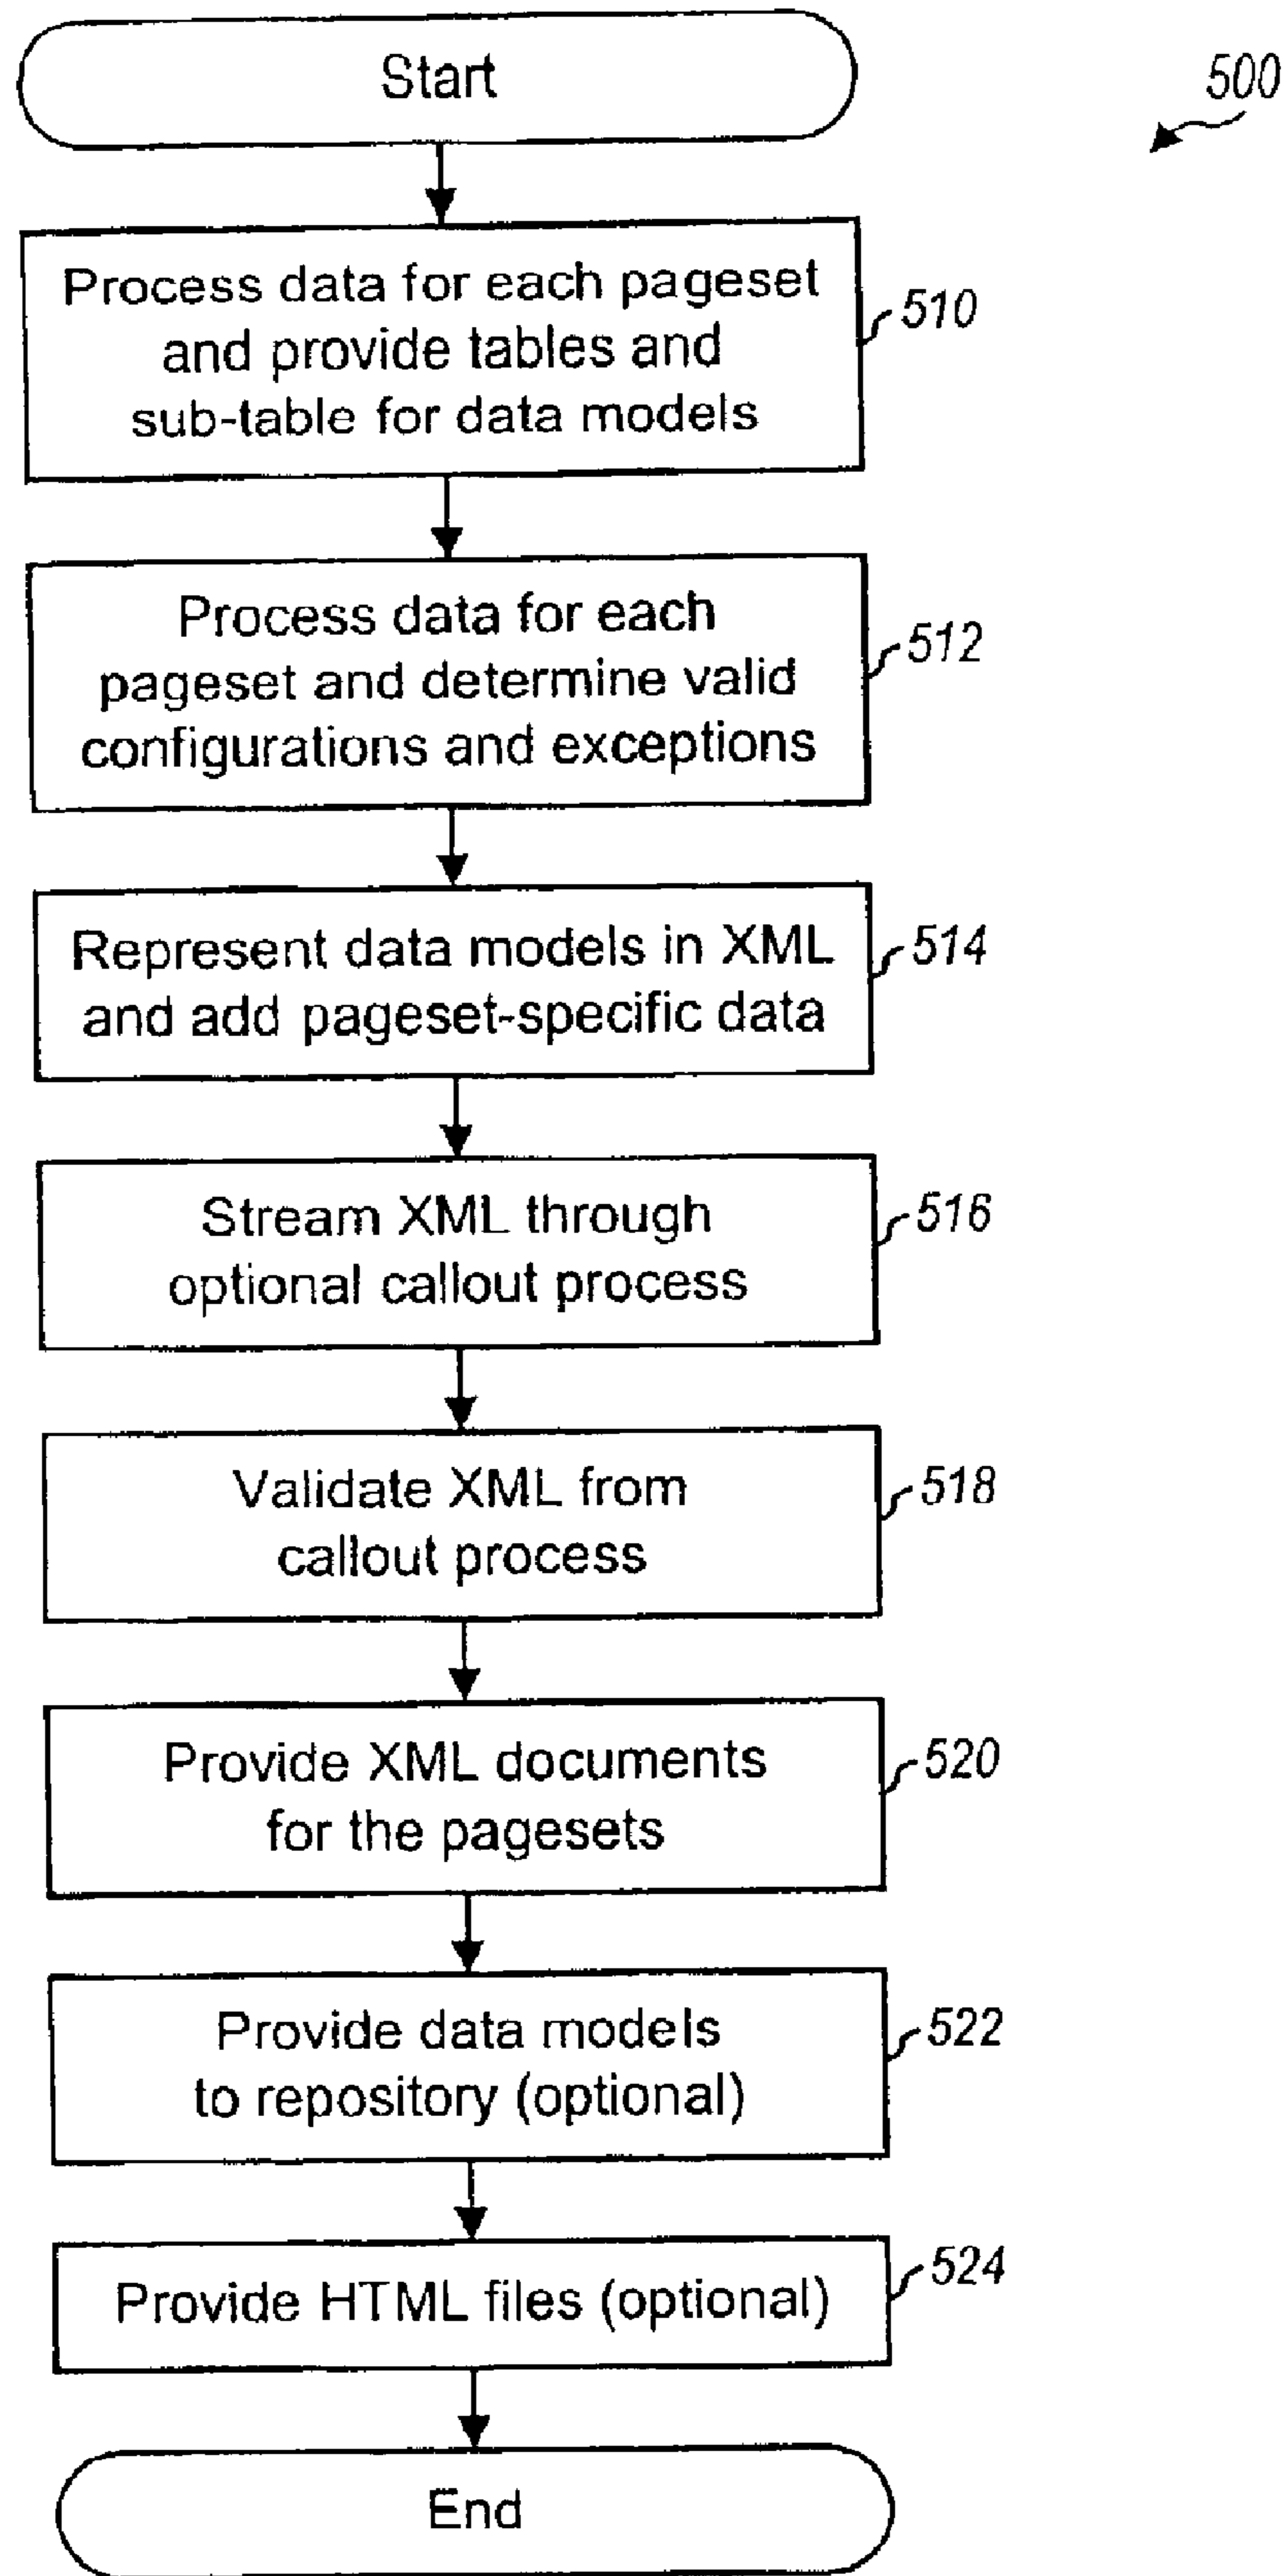 Start
500
Process data for each pageset
and provide tables and
sub-table for data models
510
Process data for each
pageset and determine valid
configurations and exceptions
512
Represent data models in XML
and add pageset-specific data
514
Stream XML through
optional callout process
516
Validate XML from
callout process
518
Provide XML documents
for the pagesets
520
Provide data models
to repository (optional)
522
Provide HTML files (optional)
524
End